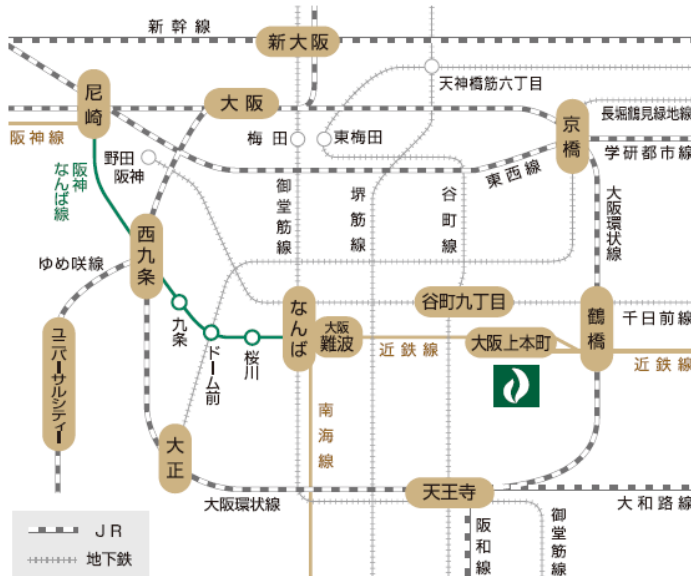 新幹線
新大阪
尼崎
大阪
天神橋筋六丁目
阪神線
梅田
東梅田
京橋
長堀鶴見緑地線
学研都市線
野田
阪神
阪神
なんば線
東西線
御堂筋線
堺筋線
谷町線
大阪環状線
西九条
ゆめ咲線
ユニバーサルシティー
九条
ドーム前
桜川
なんば
大阪
難波
近鉄線
谷町九丁目
大阪上本町
鶴橋
千日前線
近鉄線
南海線
大正
大阪環状線
天王寺
大和路線
阪和線
御堂筋線
JR
地下鉄